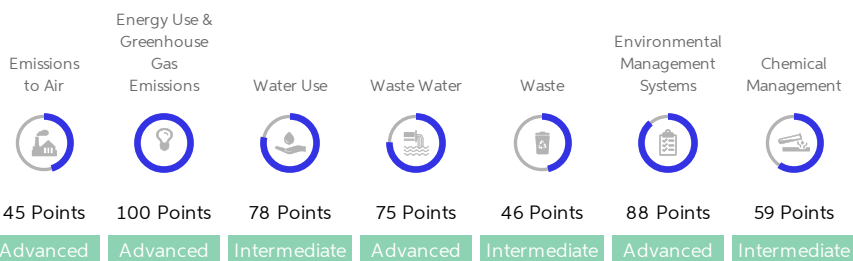 Emissions
to Air
Energy Use &
Greenhouse
Gas
Emissions
Water Use
Waste Water
Waste
Environmental
Management
Systems
Chemical
Management
45 Points
100 Points
78 Points
75 Points
46 Points
88 Points
59 Points
Advanced
Advanced
Intermediate
Advanced
Intermediate
Advanced
Intermediate